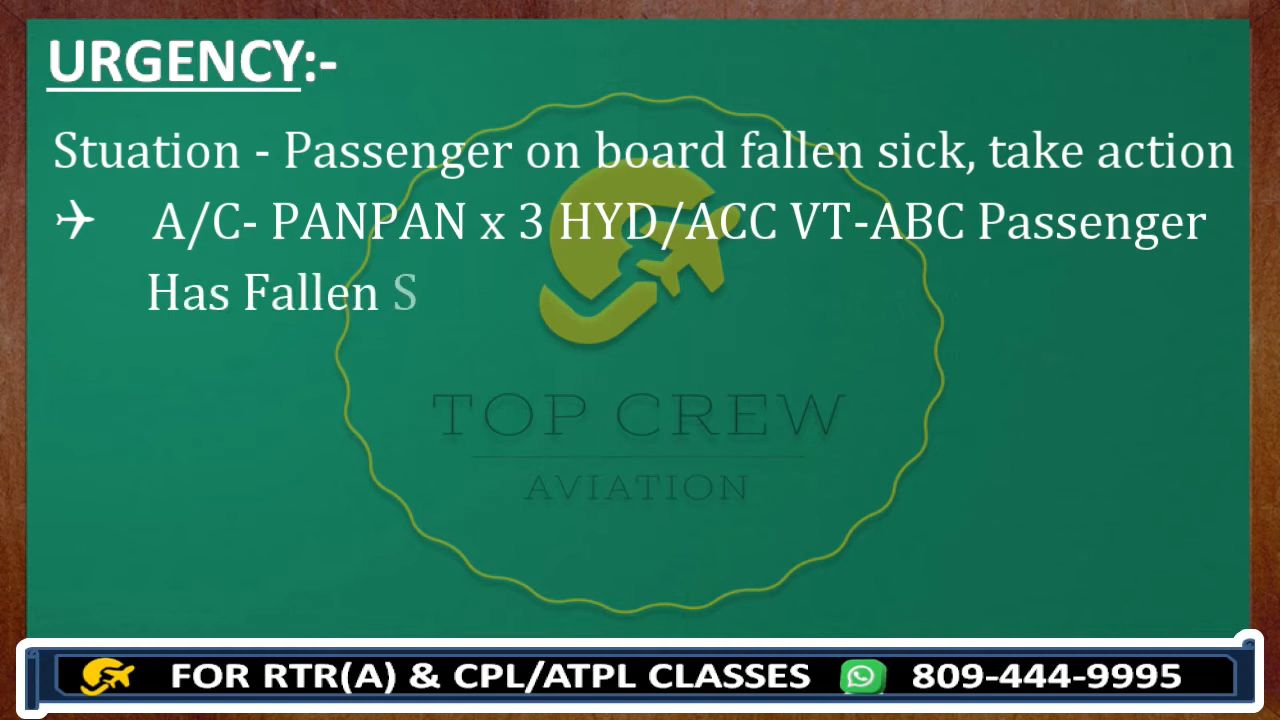 URGENCY:-
Stuation - Passenger on board fallen sick, take action
A/C- PANPAN x 3 HYD/ACC VT-ABC Passenger
Has Fallen S
TOP CREW
AVIATION
FOR RTR(A) & CPL/ATPL CLASSES 809-444-9995